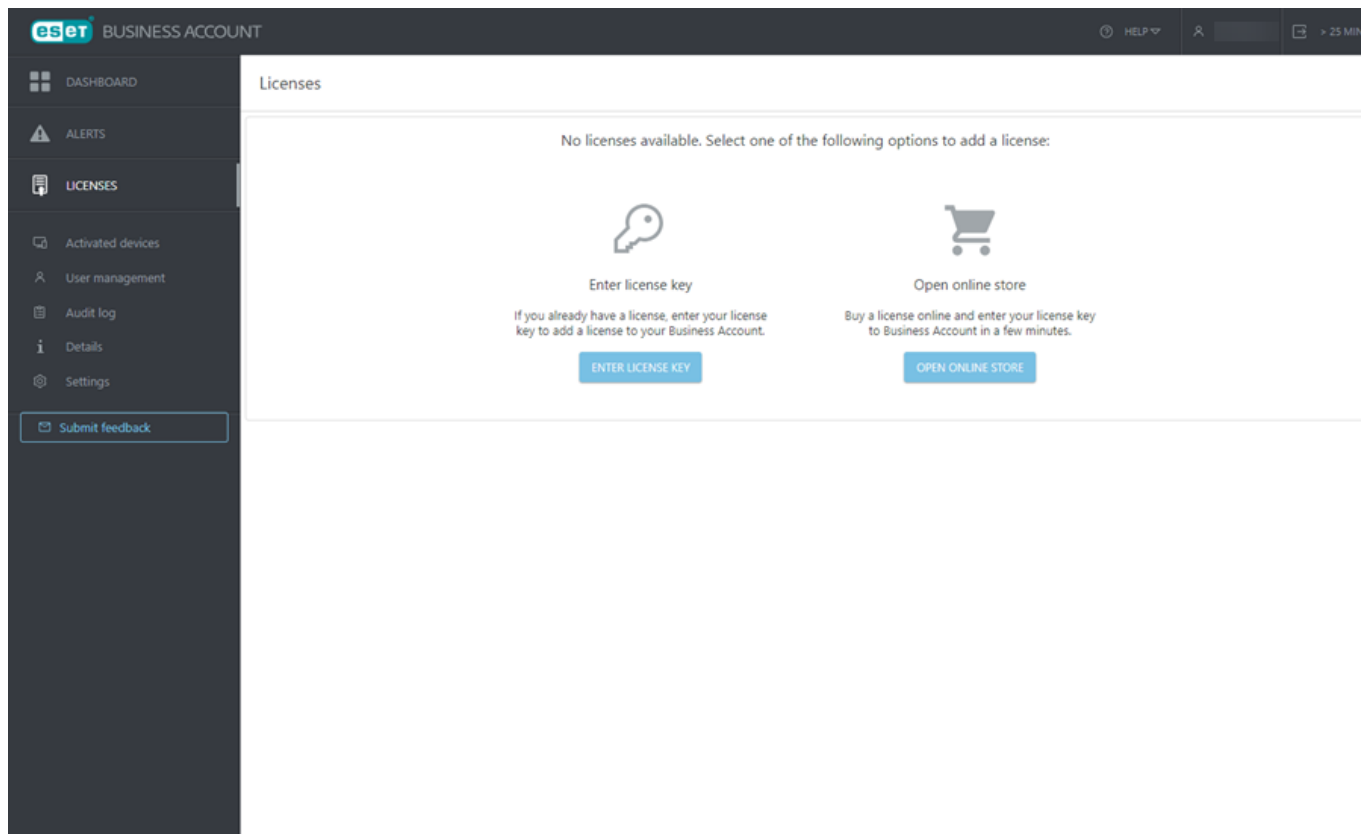 eset BUSINESS ACCOUNT
HELP
> 25 MIN
DASHBOARD
ALERTS
LICENSES
Activated devices
User management
Audit log
Details
Settings
Submit feedback
Licenses
No licenses available. Select one of the following options to add a license:
Enter license key
If you already have a license, enter your license
key to add a license to your Business Account.
ENTER LICENSE KEY
Open online store
Buy a license online and enter your license key
to Business Account in a few minutes.
OPEN ONLINE STORE